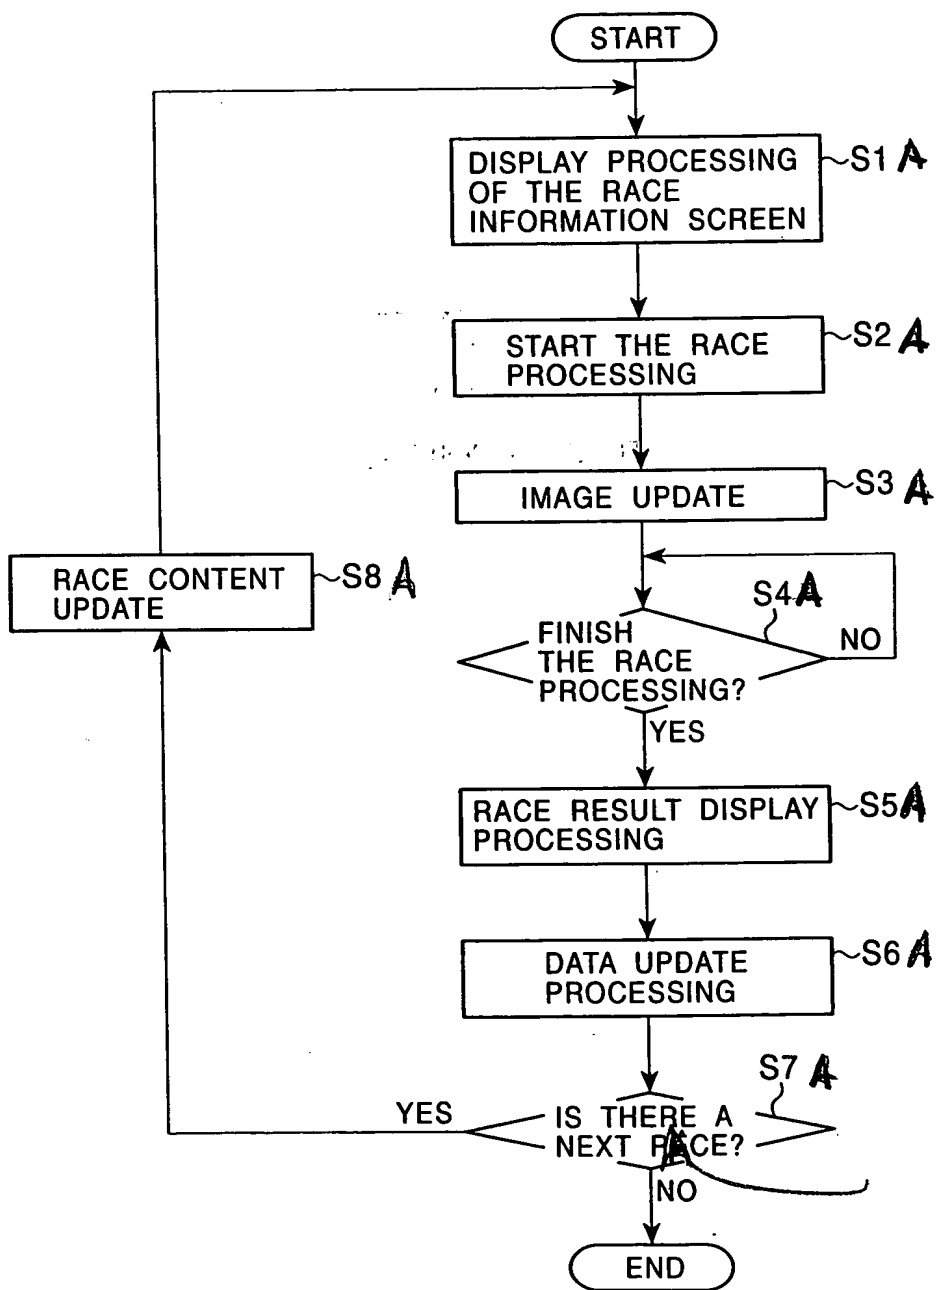 START
DISPLAY PROCESSING
OF THE RACE
INFORMATION SCREEN
S1 A
START THE RACE
PROCESSING
S2 A
IMAGE UPDATE
S3 A
RACE CONTENT
UPDATE
S8 A
S4 A
FINISH
THE RACE
PROCESSING?
NO
YES
RACE RESULT DISPLAY
PROCESSING
S5 A
DATA UPDATE
PROCESSING
S6 A
S7 A
YES
IS THERE A
NEXT RACE?
A
NO
END